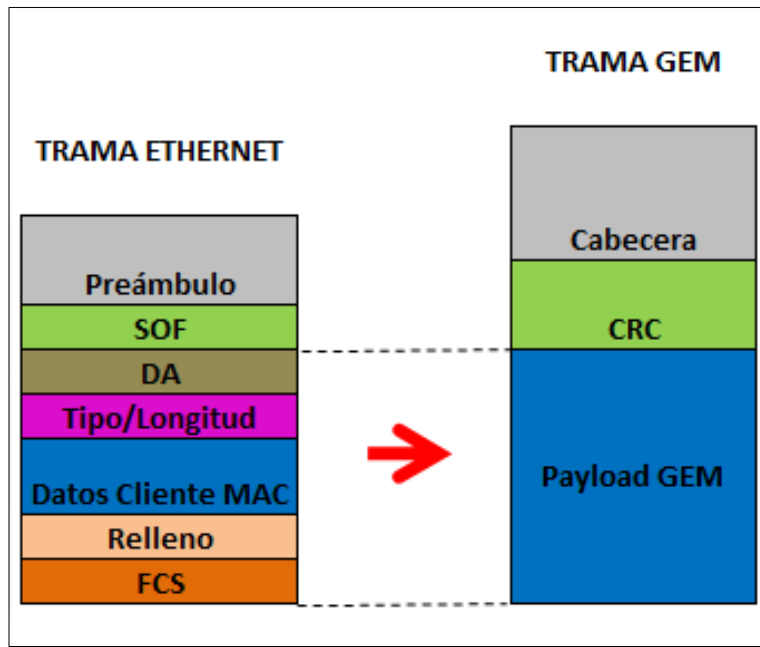 TRAMA ETHERNET
Preámbulo
SOF
DA
Tipo/Longitud
Datos Cliente MAC
Relleno
FCS
TRAMA GEM
Cabecera
CRC
Payload GEM